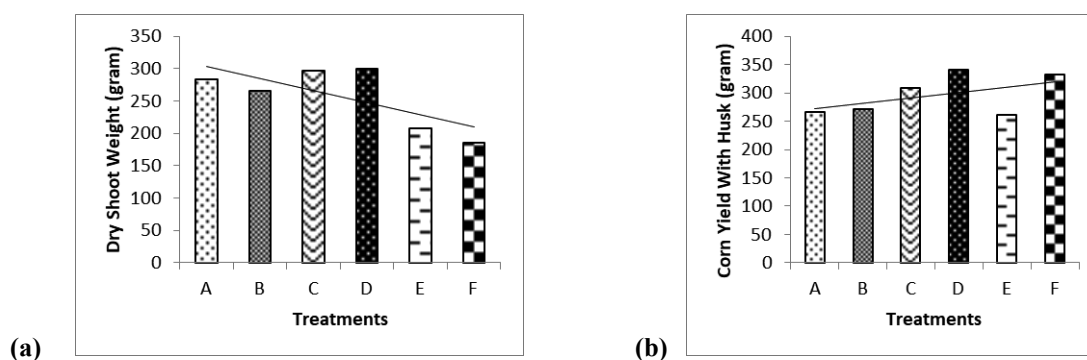 Dry Shoot Weight (gram)
350
300
250
200
150
100
50
0
A B C D E F
Treatments
(a)
Corn Yield With Husk (gram)
400
350
300
250
200
150
100
50
0
A B C D E F
Treatments
(b)